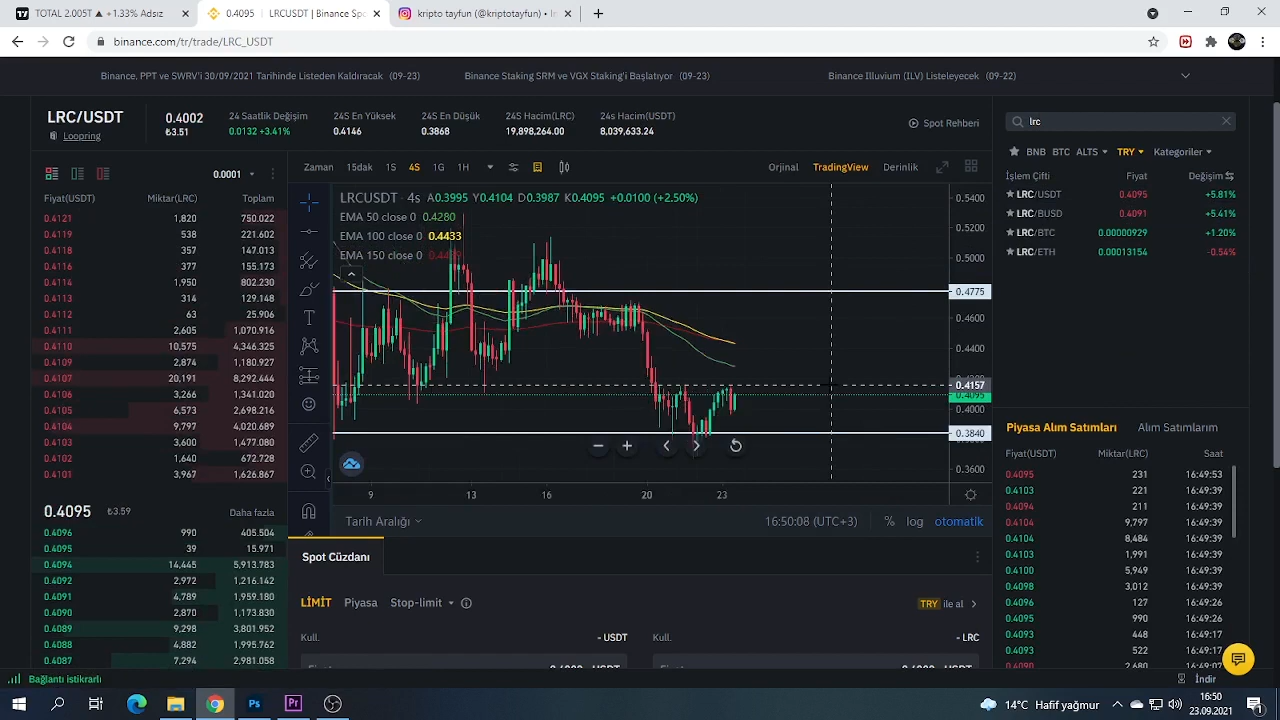 TOTAL 2.005T ▲ +1.33% Aziz
0.4095 | LRCUSDT | Binance Spo
kripto tayfun (@kriptotayfun) • In
binance.com/tr/trade/LRC_USDT
Binance. PPT ve SWRV'i 30/09/2021 Tarihinde Listeden Kaldıracak (09-23)
Binance Staking SRM ve VGX Staking'i Başlatıyor (09-23)
Binance Illuvium (ILV) Listeleyecek (09-22)
LRC/USDT
Loopring
0.4002
₺3.51
24 Saatlik Değişim
0.0132 +3.41%
24S En Yüksek
0.4146
24S En Düşük
0.3868
24S Hacim(LRC)
19,898,264.00
24s Hacim(USDT)
8,039,633.24
Spot Rehberi
0.0001
Fiyat(USDT) Miktar(LRC) Toplam
0.4121 1,820 750.022
0.4119 538 221.602
0.4118 357 147.013
0.4116 377 155.173
0.4114 1,950 802.230
0.4113 314 129.148
0.4112 63 25.906
0.4111 2,605 1,070.916
0.4110 10,575 4,346.325
0.4109 2,874 1,180.927
0.4107 20,191 8,292.444
0.4106 3,266 1,341.020
0.4105 6,573 2,698.216
0.4104 9,797 4,020.689
0.4103 3,600 1,477.080
0.4102 1,640 672.728
0.4101 3,967 1,626.867
0.4095 ₺3.59 Daha fazla
0.4096 990 405.504
0.4095 39 15.971
0.4094 14,445 5,913.783
0.4092 2,972 1,216.142
0.4091 4,789 1,959.180
0.4090 2,870 1,173.830
0.4089 9,298 3,801.952
0.4088 4,882 1,995.762
0.4087 7,294 2,981.058
Zaman 15dak 1S 4S 1G 1H
Orjinal TradingView Derinlik
LRCUSDT · 4s A0.3995 Y0.4104 D0.3987 K0.4095 +0.0100 (+2.50%)
EMA 50 close 0 0.4280
EMA 100 close 0 0.4433
EMA 150 close 0
0.5400
0.5200
0.5000
0.4775
0.4600
0.4400
0.4157
0.4095
0.4000
0.3840
0.3600
9 13 16 20 23
Tarih Aralığı
16:50:08 (UTC+3) % log otomatik
Spot Cüzdanı
LİMİT Piyasa Stop-limit
TRY ile al
Kull. - USDT
Kull. - LRC
lrc
BNB BTC ALTS TRY Kategoriler
İşlem Çifti Fiyat Değişim
LRC/USDT 0.4095 +5.81%
LRC/BUSD 0.4091 +5.41%
LRC/BTC 0.00000929 +1.20%
LRC/ETH 0.00013154 -0.54%
Piyasa Alım Satımları Alım Satımlarım
Fiyat(USDT) Miktar(LRC) Saat
0.4095 231 16:49:53
0.4103 221 16:49:39
0.4094 211 16:49:39
0.4104 9,797 16:49:39
0.4104 8,484 16:49:39
0.4103 1,991 16:49:39
0.4100 5,949 16:49:39
0.4098 3,012 16:49:39
0.4096 127 16:49:26
0.4095 990 16:49:26
0.4093 448 16:49:17
0.4093 522 16:49:17
0.4090 2,680
Bağlantı istikrarlı
İndir
14°C Hafif yağmur
16:50
23.09.2021